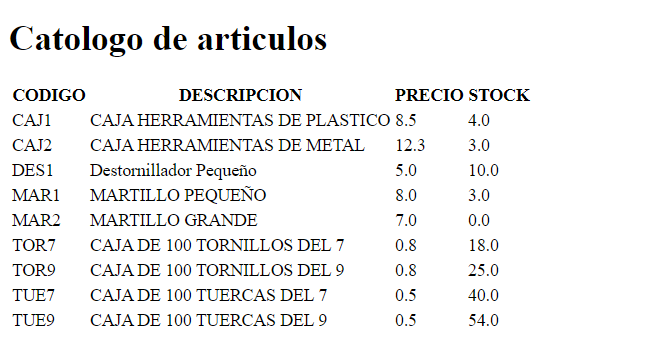 Catologo de articulos
CODIGO DESCRIPCION PRECIO STOCK
CAJ1 CAJA HERRAMIENTAS DE PLASTICO 8.5 4.0
CAJ2 CAJA HERRAMIENTAS DE METAL 12.3 3.0
DES1 Destornillador Pequeño 5.0 10.0
MAR1 MARTILLO PEQUEÑO 8.0 3.0
MAR2 MARTILLO GRANDE 7.0 0.0
TOR7 CAJA DE 100 TORNILLOS DEL 7 0.8 18.0
TOR9 CAJA DE 100 TORNILLOS DEL 9 0.8 25.0
TUE7 CAJA DE 100 TUERCAS DEL 7 0.5 40.0
TUE9 CAJA DE 100 TUERCAS DEL 9 0.5 54.0